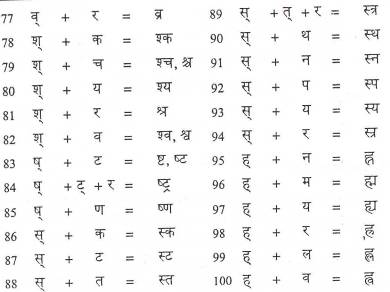 77 व् + र = व्र 89 स् + त् + र = स्त्र
78 श् + क = श्क 90 स् + थ = स्थ
79 श् + च = श्च, श्च 91 स् + न = स्न
80 श् + य = श्य 92 स् + प = स्प
81 श् + र = श्र 93 स् + य = स्य
82 श् + व = श्व, श्व 94 स् + र = स्र
83 ष् + ट = ष्ट, ष्ट 95 ह् + न = ह्न
84 ष् + ट् + र = ष्ट्र 96 ह् + म = ह्म
85 ष् + ण = ष्ण 97 ह् + य = ह्य
86 स् + क = स्क 98 ह् + र = ह्र
87 स् + ट = स्ट 99 ह् + ल = ह्ल
88 स् + त = स्त 100 ह् + व = ह्व